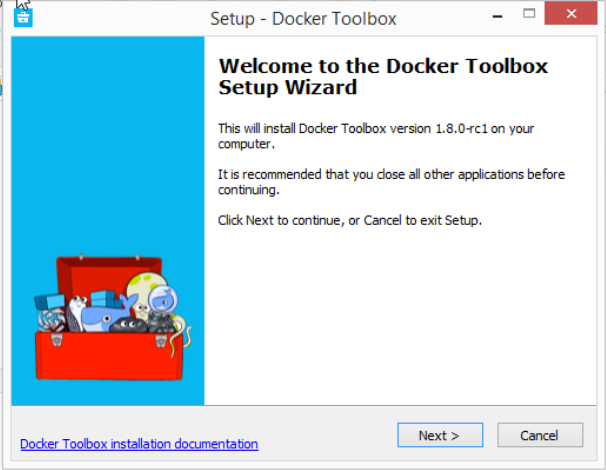 Setup - Docker Toolbox
Welcome to the Docker Toolbox
Setup Wizard
This will install Docker Toolbox version 1.8.0-rc1 on your
computer.
It is recommended that you close all other applications before
continuing.
Click Next to continue, or Cancel to exit Setup.
Docker Toolbox installation documentation
Next >
Cancel